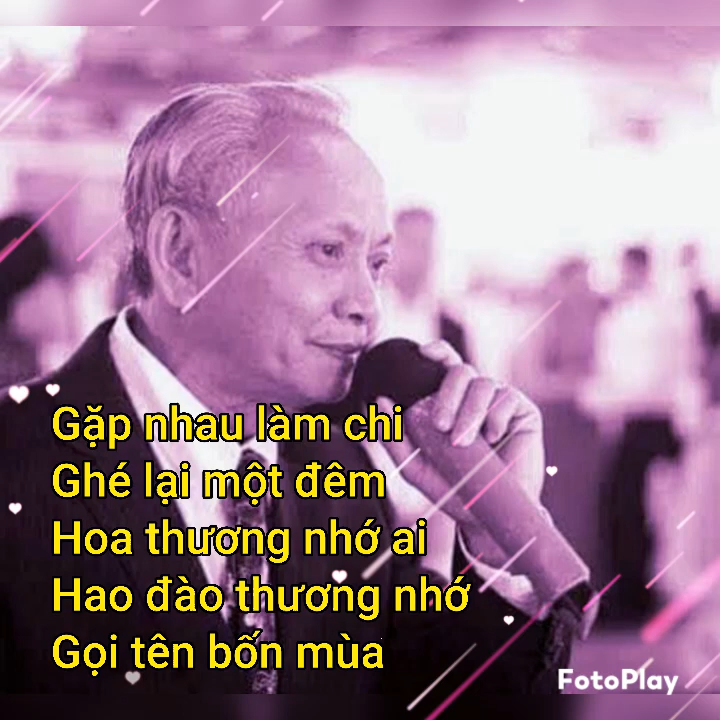 Gặp nhau làm chi
Ghé lại một đêm
Hoa thương nhớ ai
Hao đào thương nhớ
Gọi tên bốn mùa
FotoPlay